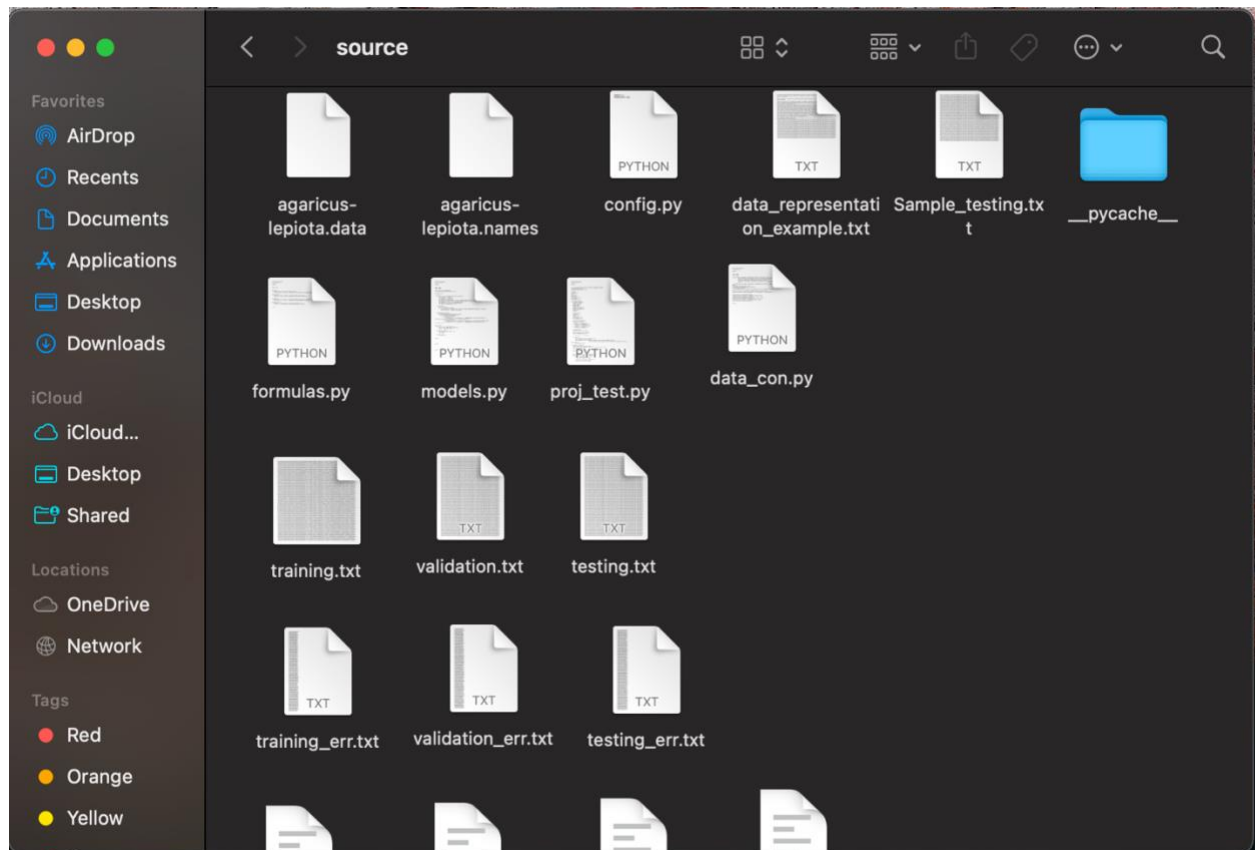 source
Favorites
AirDrop
Recents
Documents
Applications
Desktop
Downloads
iCloud
iCloud...
Desktop
Shared
Locations
OneDrive
Network
Tags
Red
Orange
Yellow
PYTHON
TXT
TXT
agaricus-
lepiota.data
agaricus-
lepiota.names
config.py
data_representati
on_example.txt
Sample_testing.tx
t
__pycache__
PYTHON
PYTHON
PYTHON
PYTHON
formulas.py
models.py
proj_test.py
data_con.py
TXT
TXT
training.txt
validation.txt
testing.txt
TXT
TXT
TXT
training_err.txt
validation_err.txt
testing_err.txt